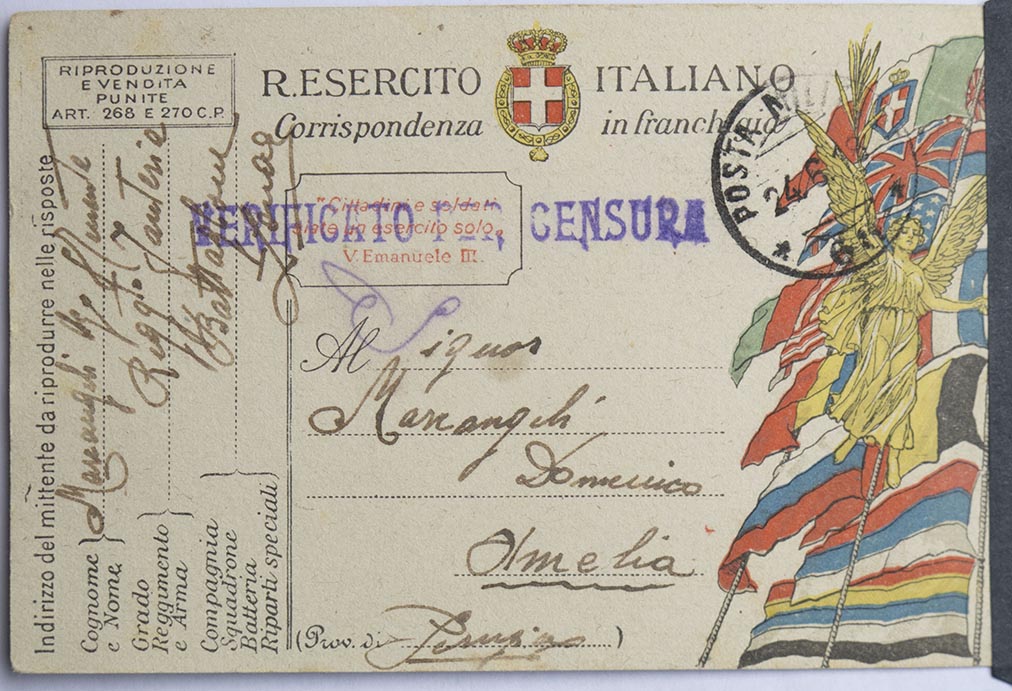 RIPRODUZIONE
E VENDITA
PUNITE
ART. 268 E 270 C.P.
R. ESERCITO ITALIANO
Corrispondenza in franchigia
POSTA M
24.6
"Cittadini e soldati
siate un esercito solo„
V. Emanuele III.
VERIFICATO PER CENSURA
Al Signor
Domenico
Amelia
(Prov. di Perugia)
Indirizzo del mittente da riprodurre nelle risposte
Cognome
e Nome
Grado
Reggimento
e Arma
Compagnia
Squadrone
Batteria
Riparti speciali